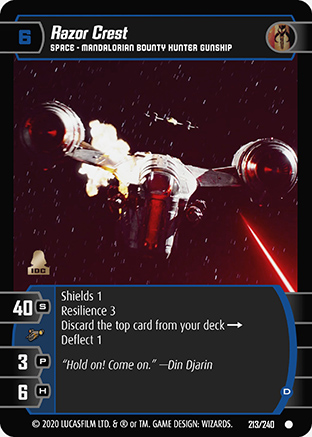 6
Razor Crest
SPACE - MANDALORIAN BOUNTY HUNTER GUNSHIP
IDC
40 S
Shields 1
Resilience 3
Discard the top card from your deck →
Deflect 1
3 P
“Hold on! Come on.” —Din Djarin
6 H
D
© 2020 LUCASFILM LTD. & ® or TM. GAME DESIGN: WIZARDS.
213/240